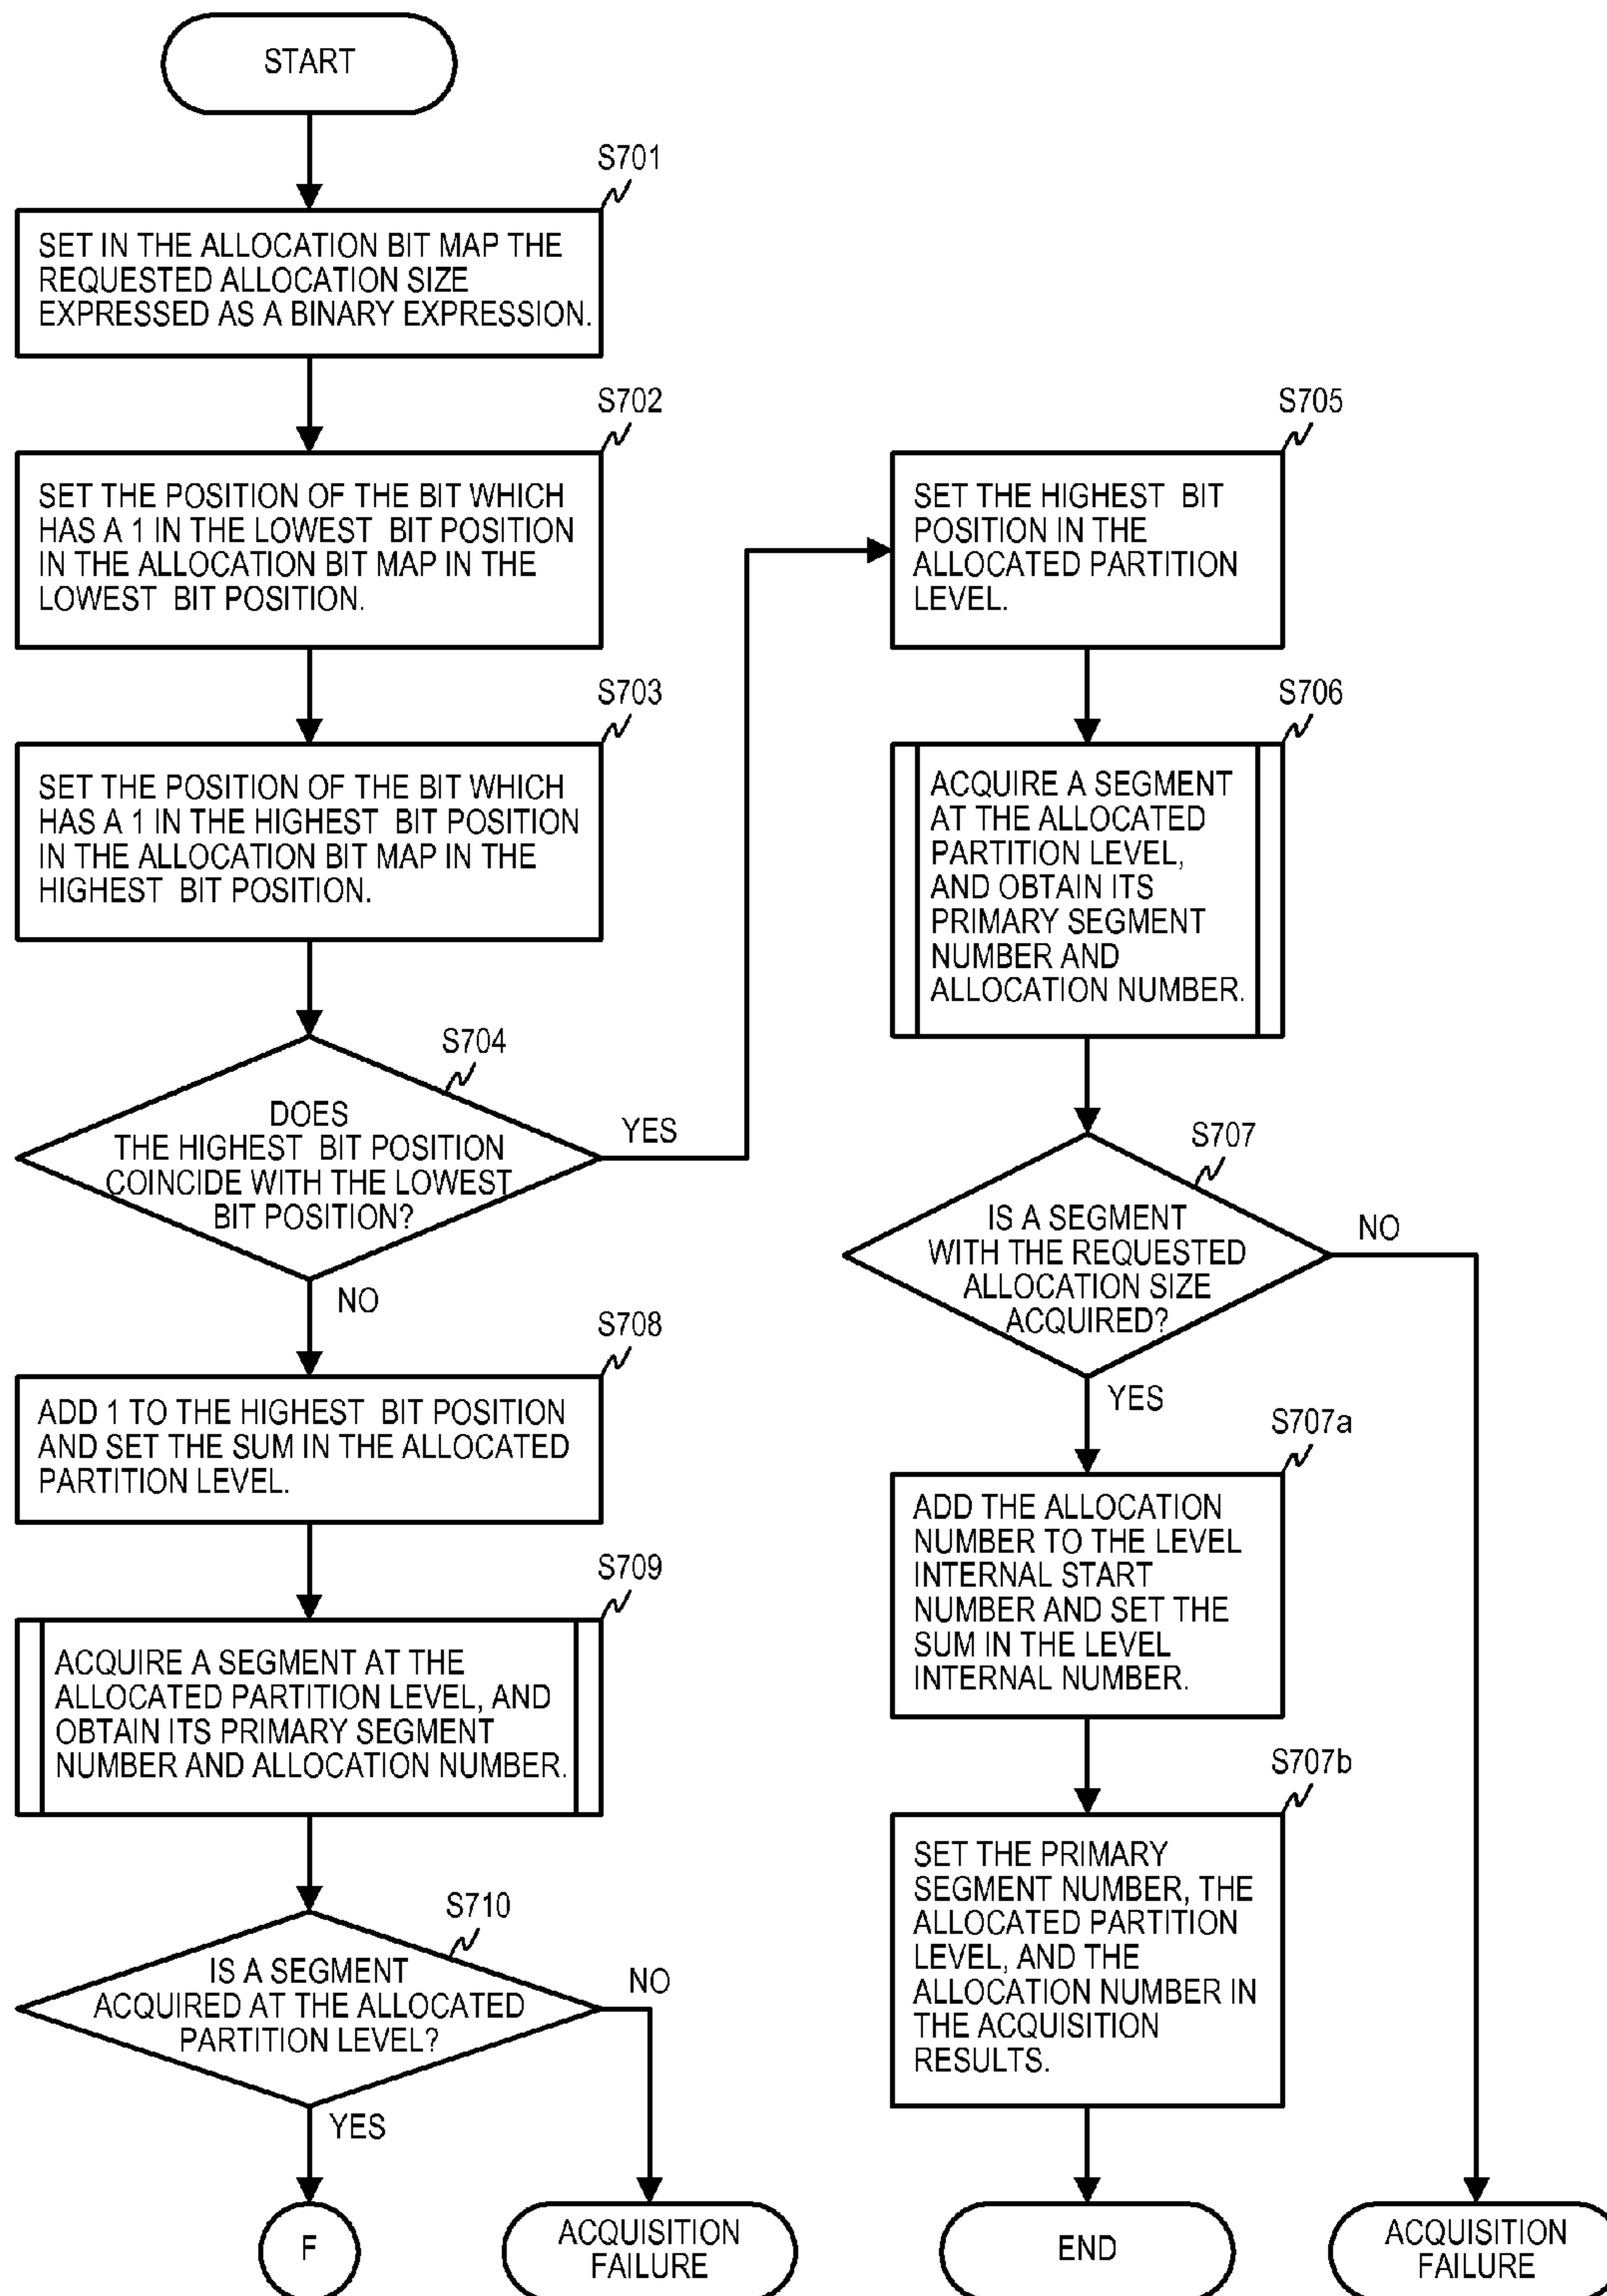 START
S701
SET IN THE ALLOCATION BIT MAP THE
REQUESTED ALLOCATION SIZE
EXPRESSED AS A BINARY EXPRESSION.
S702
SET THE POSITION OF THE BIT WHICH
HAS A 1 IN THE LOWEST BIT POSITION
IN THE ALLOCATION BIT MAP IN THE
LOWEST BIT POSITION.
S703
SET THE POSITION OF THE BIT WHICH
HAS A 1 IN THE HIGHEST BIT POSITION
IN THE ALLOCATION BIT MAP IN THE
HIGHEST BIT POSITION.
S704
DOES
THE HIGHEST BIT POSITION
COINCIDE WITH THE LOWEST
BIT POSITION?
YES
NO
S708
ADD 1 TO THE HIGHEST BIT POSITION
AND SET THE SUM IN THE ALLOCATED
PARTITION LEVEL.
S709
ACQUIRE A SEGMENT AT THE
ALLOCATED PARTITION LEVEL, AND
OBTAIN ITS PRIMARY SEGMENT
NUMBER AND ALLOCATION NUMBER.
S710
IS A SEGMENT
ACQUIRED AT THE ALLOCATED
PARTITION LEVEL?
NO
YES
F
ACQUISITION
FAILURE
S705
SET THE HIGHEST BIT
POSITION IN THE
ALLOCATED PARTITION
LEVEL.
S706
ACQUIRE A SEGMENT
AT THE ALLOCATED
PARTITION LEVEL,
AND OBTAIN ITS
PRIMARY SEGMENT
NUMBER AND
ALLOCATION NUMBER.
S707
IS A SEGMENT
WITH THE REQUESTED
ALLOCATION SIZE
ACQUIRED?
NO
YES
S707a
ADD THE ALLOCATION
NUMBER TO THE LEVEL
INTERNAL START
NUMBER AND SET THE
SUM IN THE LEVEL
INTERNAL NUMBER.
S707b
SET THE PRIMARY
SEGMENT NUMBER, THE
ALLOCATED PARTITION
LEVEL, AND THE
ALLOCATION NUMBER IN
THE ACQUISITION
RESULTS.
END
ACQUISITION
FAILURE